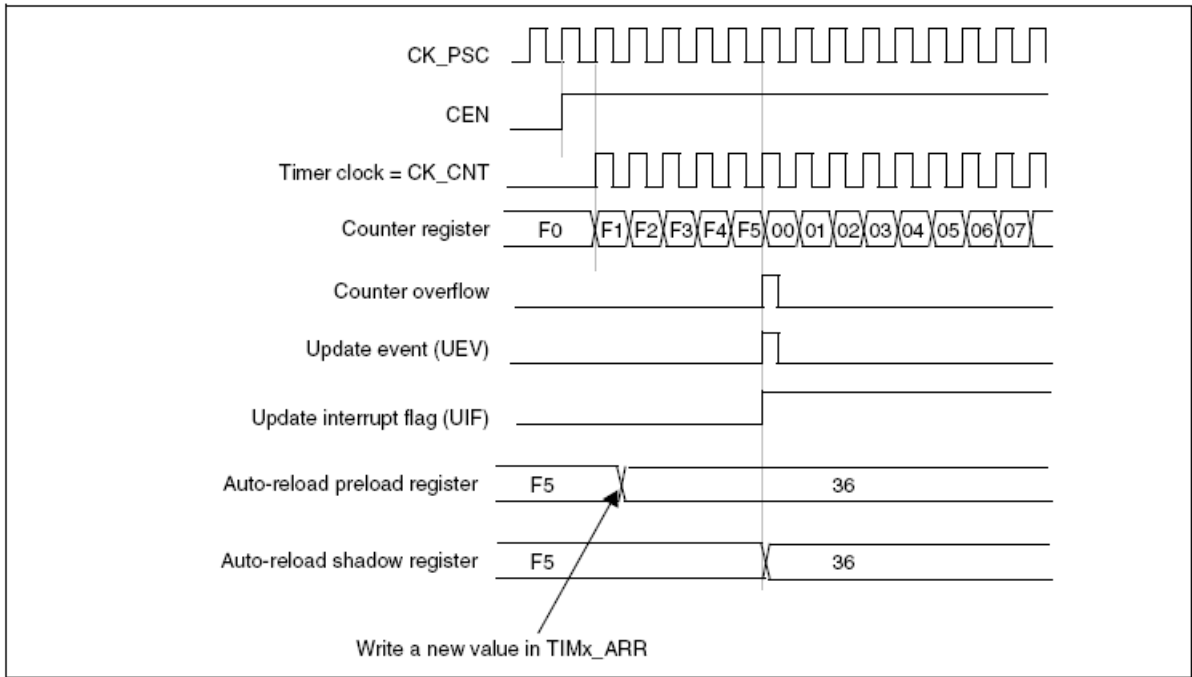 CK_PSC
CEN
Timer clock = CK_CNT
Counter register F0 F1 F2 F3 F4 F5 00 01 02 03 04 05 06 07
Counter overflow
Update event (UEV)
Update interrupt flag (UIF)
Auto-reload preload register F5 36
Auto-reload shadow register F5 36
Write a new value in TIMx_ARR